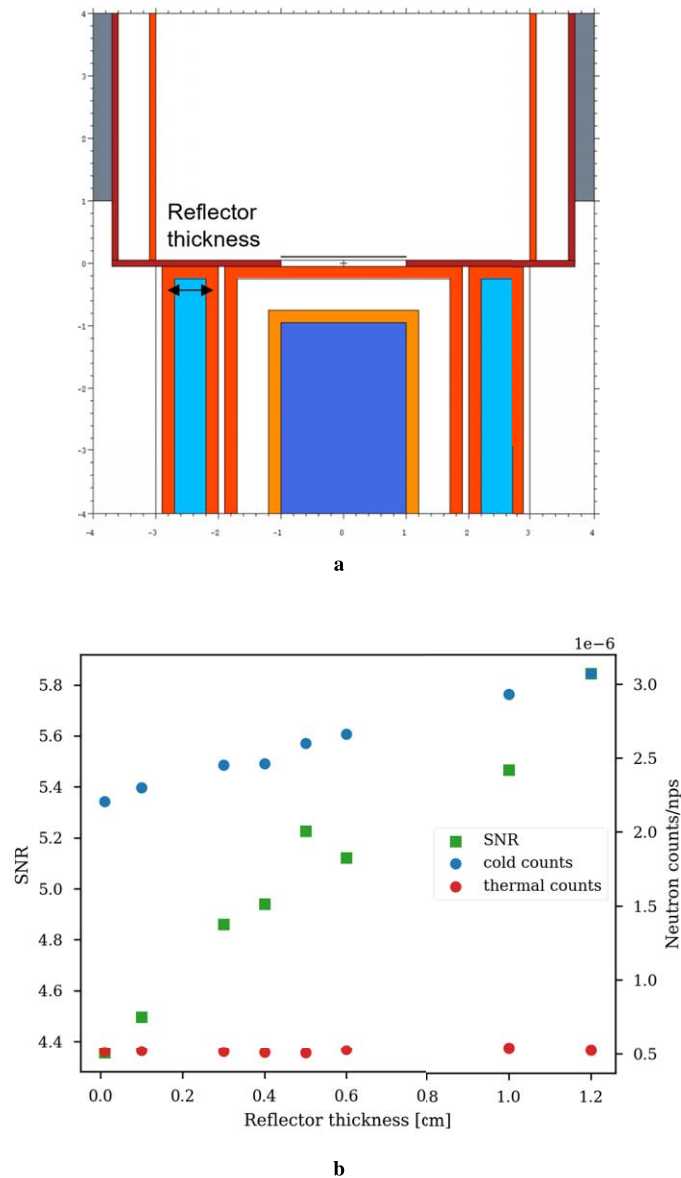 4
3
2
1
0
-1
-2
-3
-4
Reflector
thickness
-4 -3 -2 -1 0 1 2 3 4
a
1e−6
5.8
5.6
5.4
5.2
5.0
4.8
4.6
4.4
SNR
3.0
2.5
2.0
1.5
1.0
0.5
Neutron counts/nps
SNR
cold counts
thermal counts
0.0 0.2 0.4 0.6 0.8 1.0 1.2
Reflector thickness [cm]
b